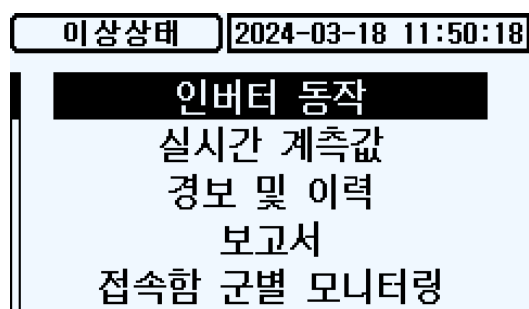 이상상태 2024-03-18 11:50:18
인버터 동작
실시간 계측값
경보 및 이력
보고서
접속함 군별 모니터링